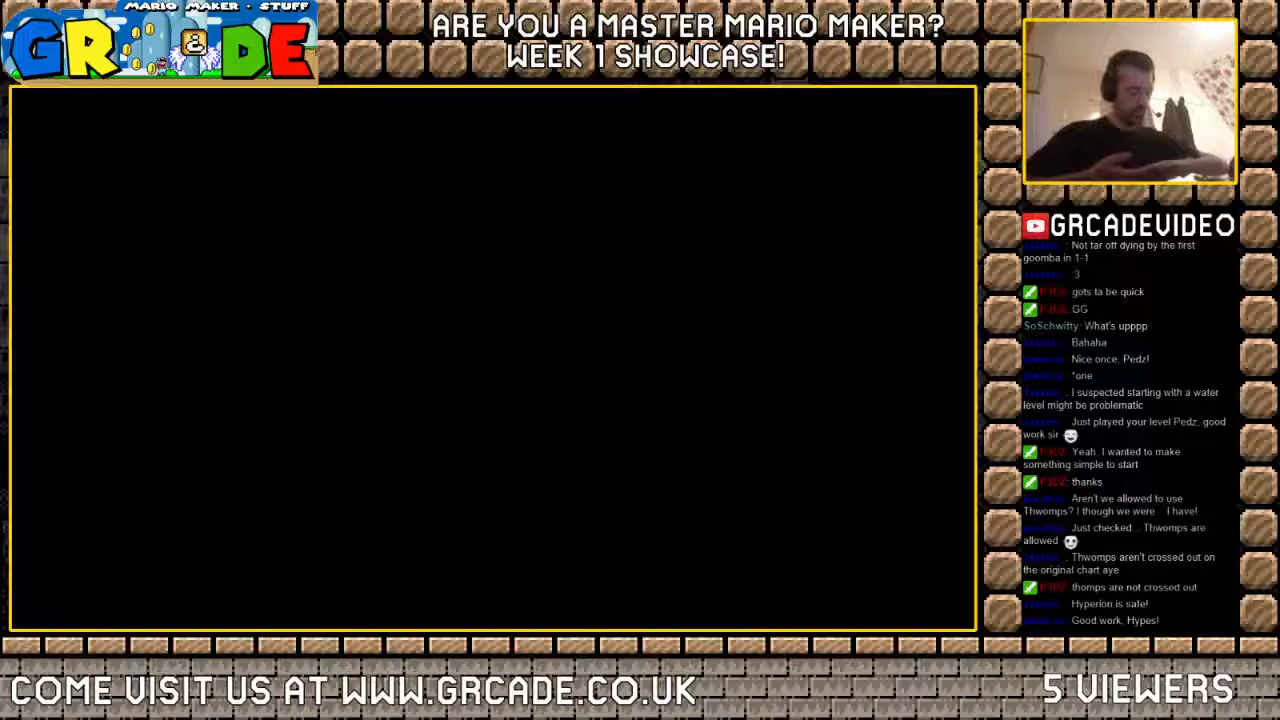 MARIO MAKER - STUFF
GRCADE
ARE YOU A MASTER MARIO MAKER?
WEEK 1 SHOWCASE!
GRCADEVIDEO
: Not far off dying by the first
goomba in 1-1
3
gots ta be quick
GG
SoSchwifty: What's upppp
Bahaha
Nice once, Pedz!
*one
I suspected starting with a water
level might be problematic
Just played your level Pedz, good
work sir
Yeah. I wanted to make
something simple to start
thanks
Aren't we allowed to use
Thwomps? I though we were I have!
Just checked... Thwomps are
allowed
Thwomps aren't crossed out on
the original chart aye
thomps are not crossed out
Hyperion is safe!
Good work, Hypes!
COME VISIT US AT WWW.GRCADE.CO.UK
5 VIEWERS